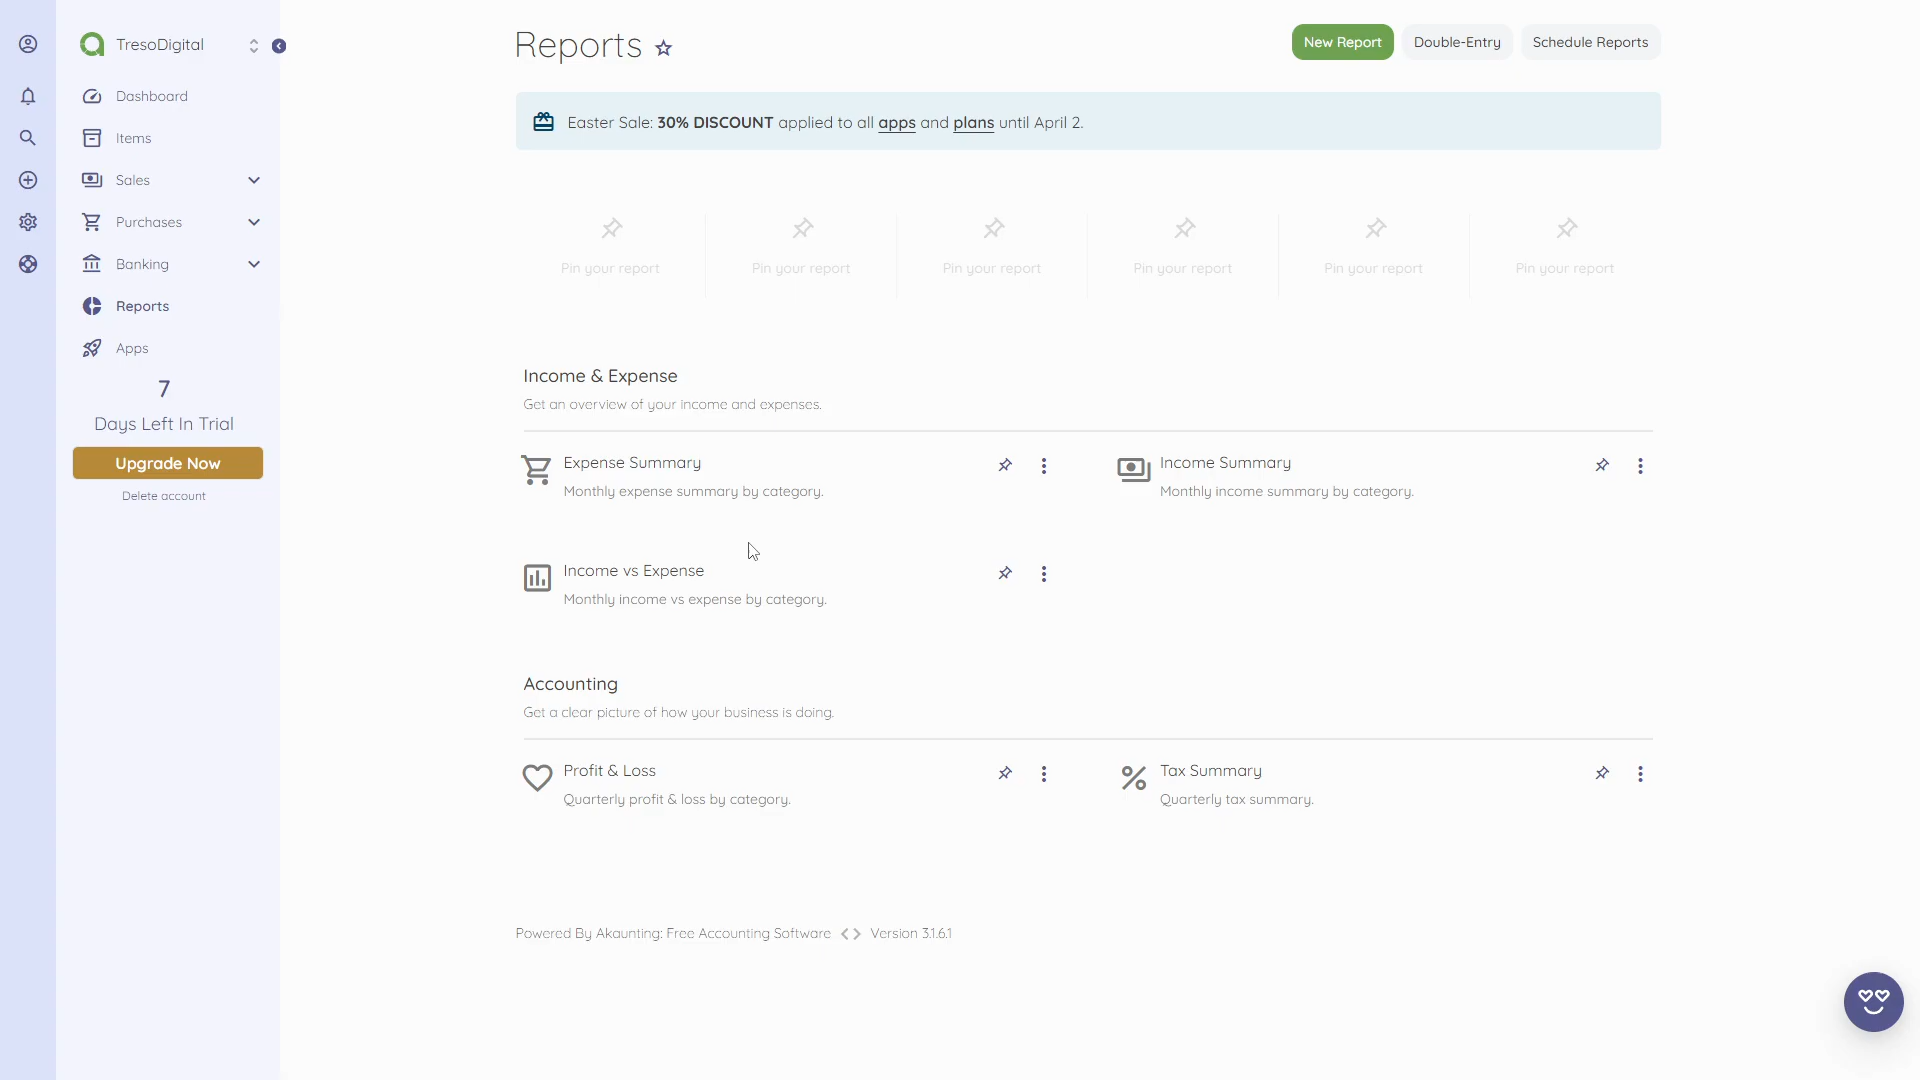 TresoDigital
Dashboard
Items
Sales
Purchases
Banking
Reports
Apps
7
Days Left In Trial
Upgrade Now
Delete account
Reports
New Report
Double-Entry
Schedule Reports
Easter Sale: 30% DISCOUNT applied to all apps and plans until April 2.
Pin your report
Pin your report
Pin your report
Pin your report
Pin your report
Pin your report
Income & Expense
Get an overview of your income and expenses.
Expense Summary
Monthly expense summary by category.
Income Summary
Monthly income summary by category.
Income vs Expense
Monthly income vs expense by category.
Accounting
Get a clear picture of how your business is doing.
Profit & Loss
Quarterly profit & loss by category.
Tax Summary
Quarterly tax summary.
Powered By Akaunting: Free Accounting Software <> Version 3.1.6.1